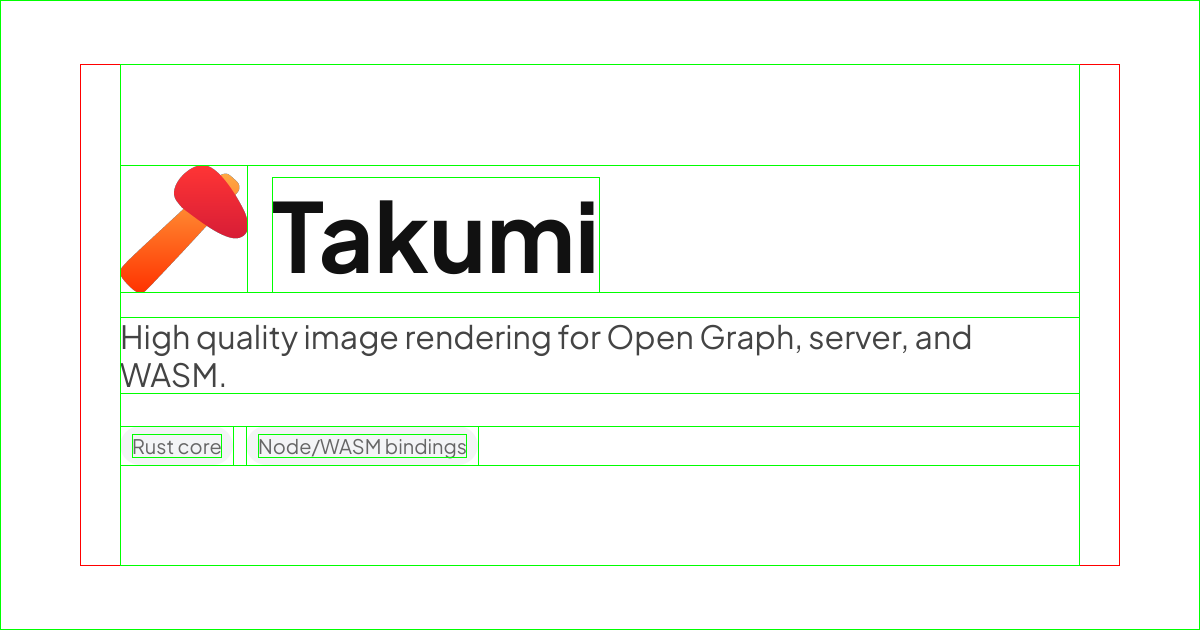 Takumi
High quality image rendering for Open Graph, server, and
WASM.
Rust core
Node/WASM bindings